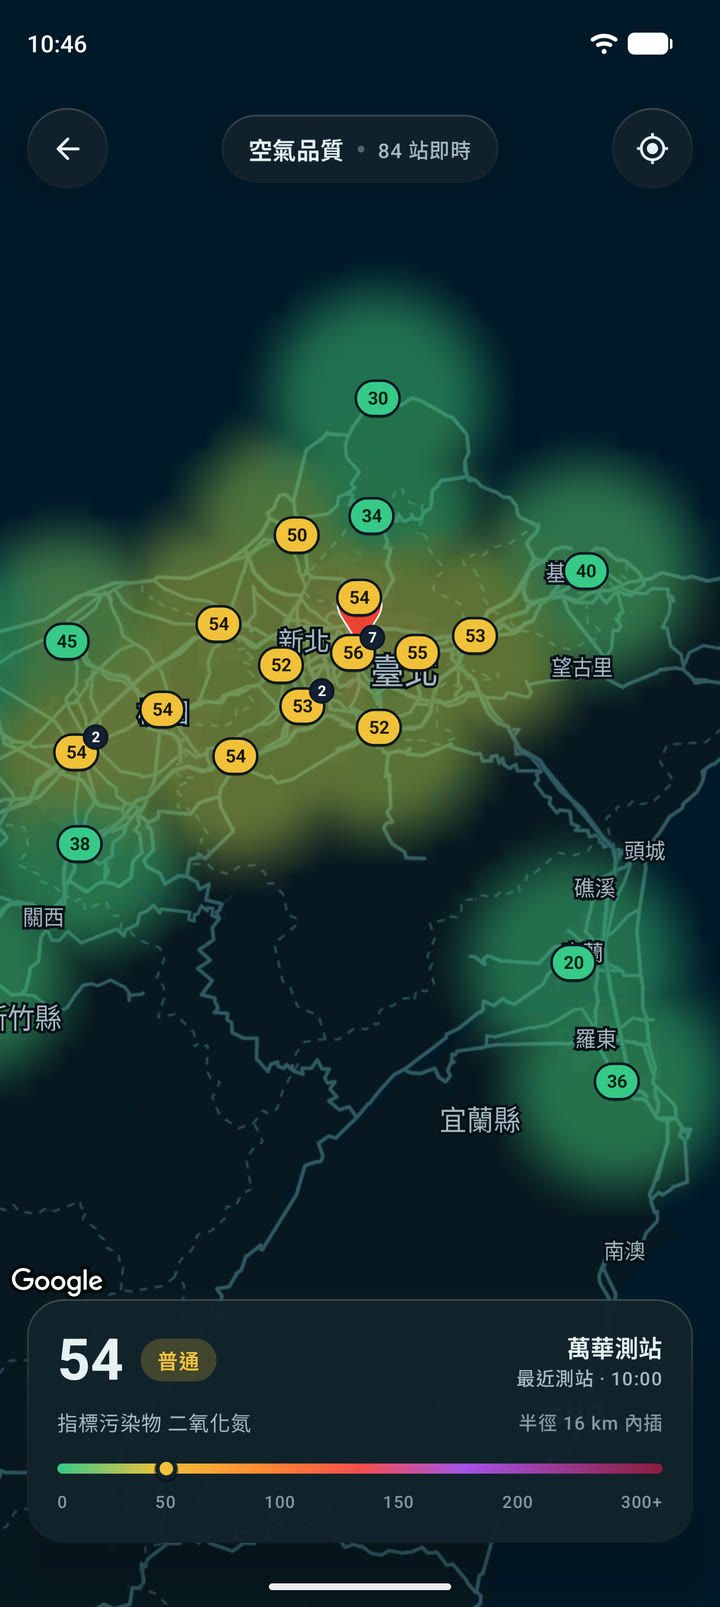 10:46
空氣品質 • 84 站即時
30
34
50
基 40
54
54
7
新北 56 55 53
45
52
臺北
望古里
2
53
54
52
2
54
54
38
頭城
礁溪
關西
蘭
20
新竹縣
羅東
36
宜蘭縣
南澳
Google
54 普通
萬華測站
最近測站 · 10:00
指標污染物 二氧化氮
半徑 16 km 內插
0 50 100 150 200 300+